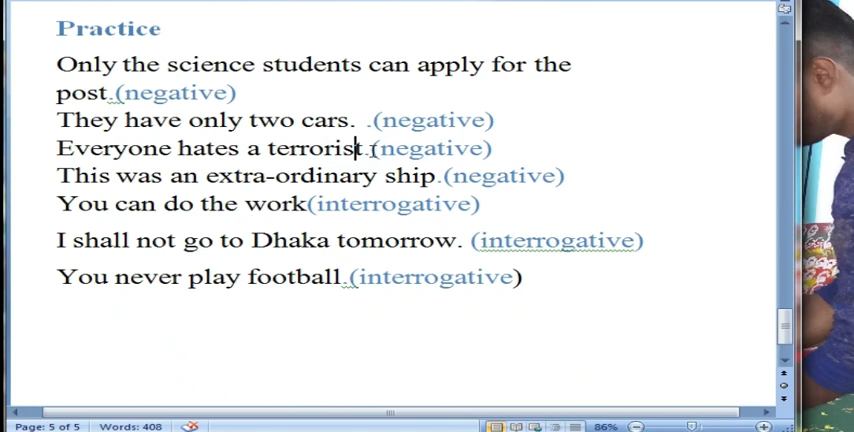 Practice
Only the science students can apply for the
post.(negative)
They have only two cars. .(negative)
Everyone hates a terrorist.(negative)
This was an extra-ordinary ship.(negative)
You can do the work(interrogative)
I shall not go to Dhaka tomorrow. (interrogative)
You never play football.(interrogative)
Page: 5 of 5 Words: 408 86%